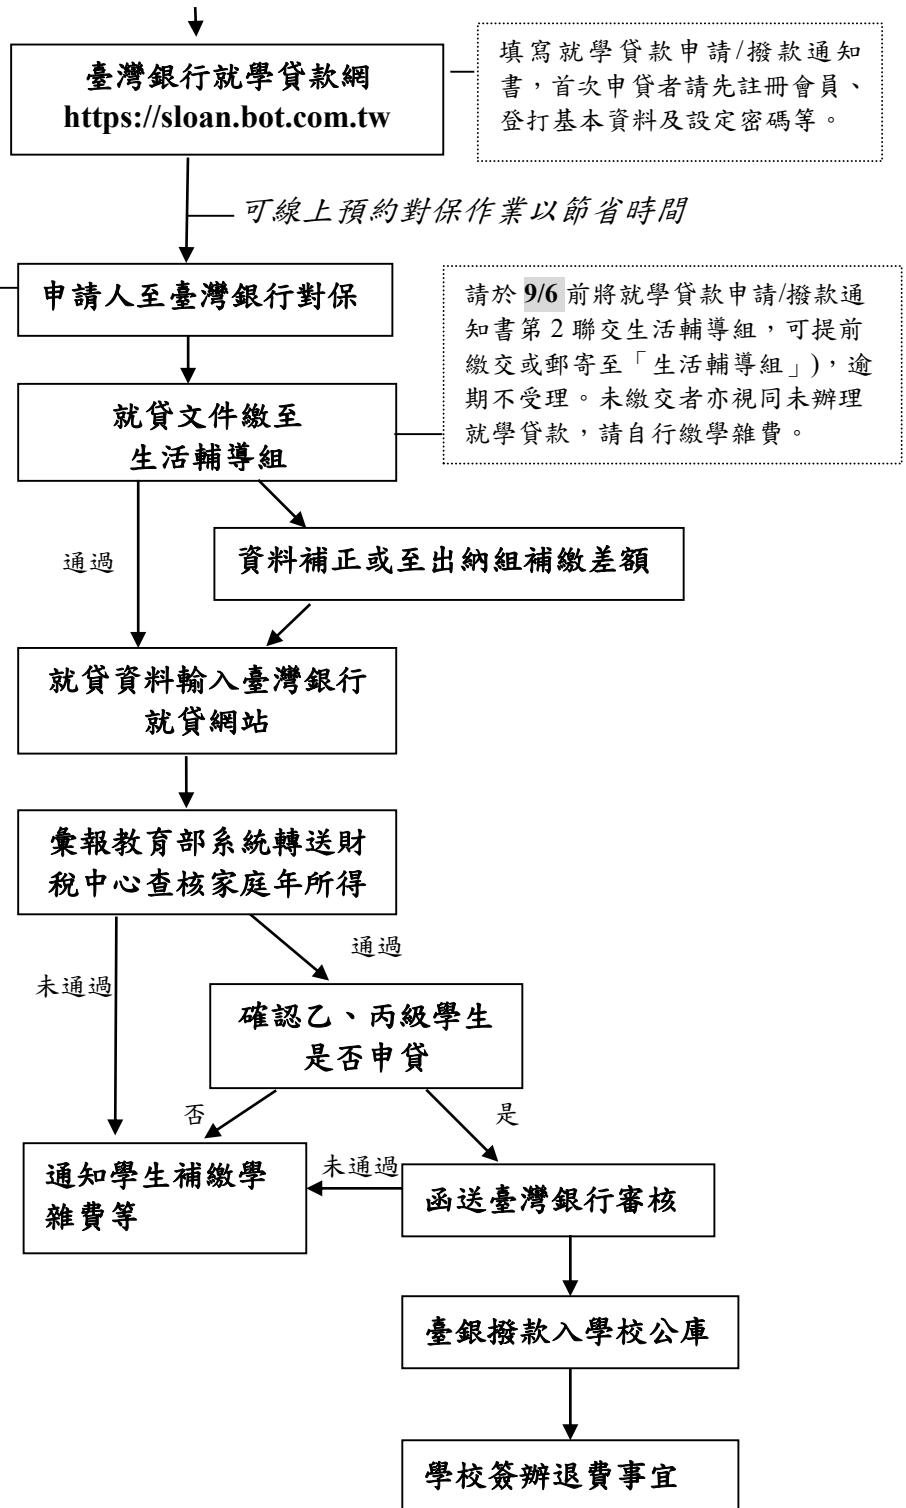 臺灣銀行就學貸款網
https://sloan.bot.com.tw
填寫就學貸款申請/撥款通知
書，首次申貸者請先註冊會員、
登打基本資料及設定密碼等。
可線上預約對保作業以節省時間
申請人至臺灣銀行對保
請於 9/6 前將就學貸款申請/撥款通
知書第 2 聯交生活輔導組，可提前
繳交或郵寄至「生活輔導組」)，逾
期不受理。未繳交者亦視同未辦理
就學貸款，請自行繳學雜費。
就貸文件繳至
生活輔導組
通過
資料補正或至出納組補繳差額
就貸資料輸入臺灣銀行
就貸網站
彙報教育部系統轉送財
稅中心查核家庭年所得
未通過
通過
確認乙、丙級學生
是否申貸
否
是
通知學生補繳學
雜費等
未通過
函送臺灣銀行審核
臺銀撥款入學校公庫
學校簽辦退費事宜